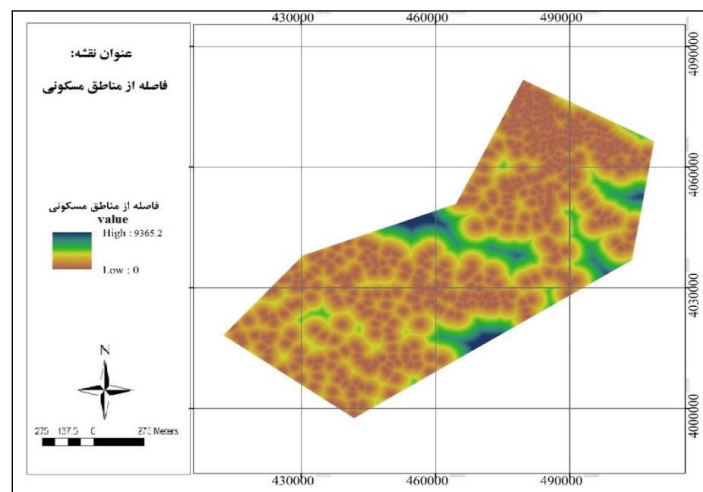 430000 460000 490000
عنوان نقشه:
فاصله از مناطق مسکونی
4090000
4060000
4030000
4000000
فاصله از مناطق مسکونی
value
High : 9365.2
Low : 0
N
275 137.5 0 275 Meters
430000 460000 490000